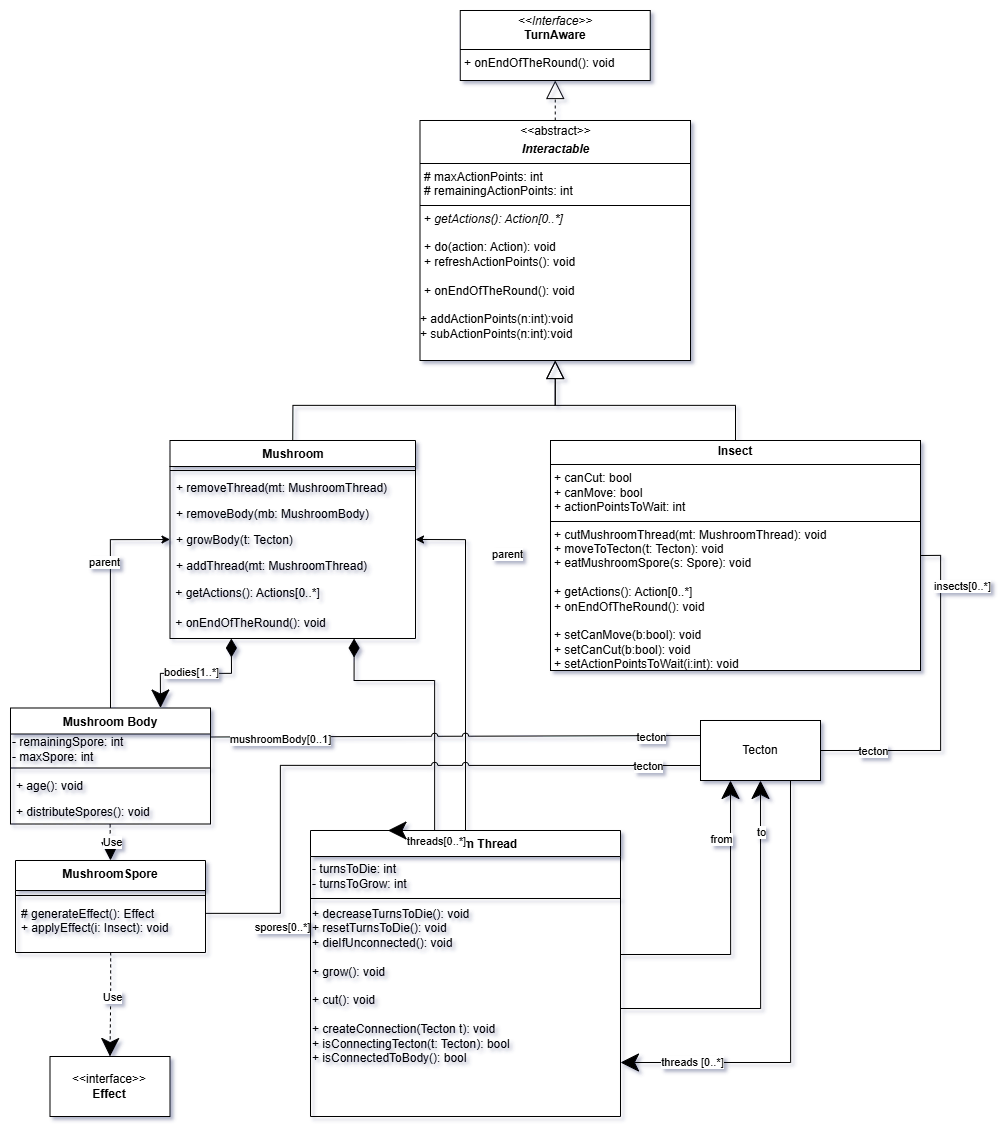 <<Interface>>
TurnAware
+ onEndOfTheRound(): void
<<abstract>>
Interactable
# maxActionPoints: int
# remainingActionPoints: int
+ getActions(): Action[0..*]
+ do(action: Action): void
+ refreshActionPoints(): void
+ onEndOfTheRound(): void
+ addActionPoints(n:int):void
+ subActionPoints(n:int):void
Mushroom
+ removeThread(mt: MushroomThread)
+ removeBody(mb: MushroomBody)
+ growBody(t: Tecton)
+ addThread(mt: MushroomThread)
+ getActions(): Actions[0..*]
+ onEndOfTheRound(): void
Insect
+ canCut: bool
+ canMove: bool
+ actionPointsToWait: int
+ cutMushroomThread(mt: MushroomThread): void
+ moveToTecton(t: Tecton): void
+ eatMushroomSpore(s: Spore): void
+ getActions(): Action[0..*]
+ onEndOfTheRound(): void
+ setCanMove(b:bool): void
+ setCanCut(b:bool): void
+ setActionPointsToWait(i:int): void
parent
parent
insects[0..*]
bodies[1..*]
Mushroom Body
- remainingSpore: int
- maxSpore: int
+ age(): void
+ distributeSpores(): void
mushroomBody[0..1]
tecton
tecton
Tecton
tecton
Use
MushroomSpore
# generateEffect(): Effect
+ applyEffect(i: Insect): void
spores[0..*]
Use
<<interface>>
Effect
threads[0..*]
n Thread
- turnsToDie: int
- turnsToGrow: int
+ decreaseTurnsToDie(): void
+ resetTurnsToDie(): void
+ dieIfUnconnected(): void
+ grow(): void
+ cut(): void
+ createConnection(Tecton t): void
+ isConnectingTecton(t: Tecton): bool
+ isConnectedToBody(): bool
from
to
threads [0..*]